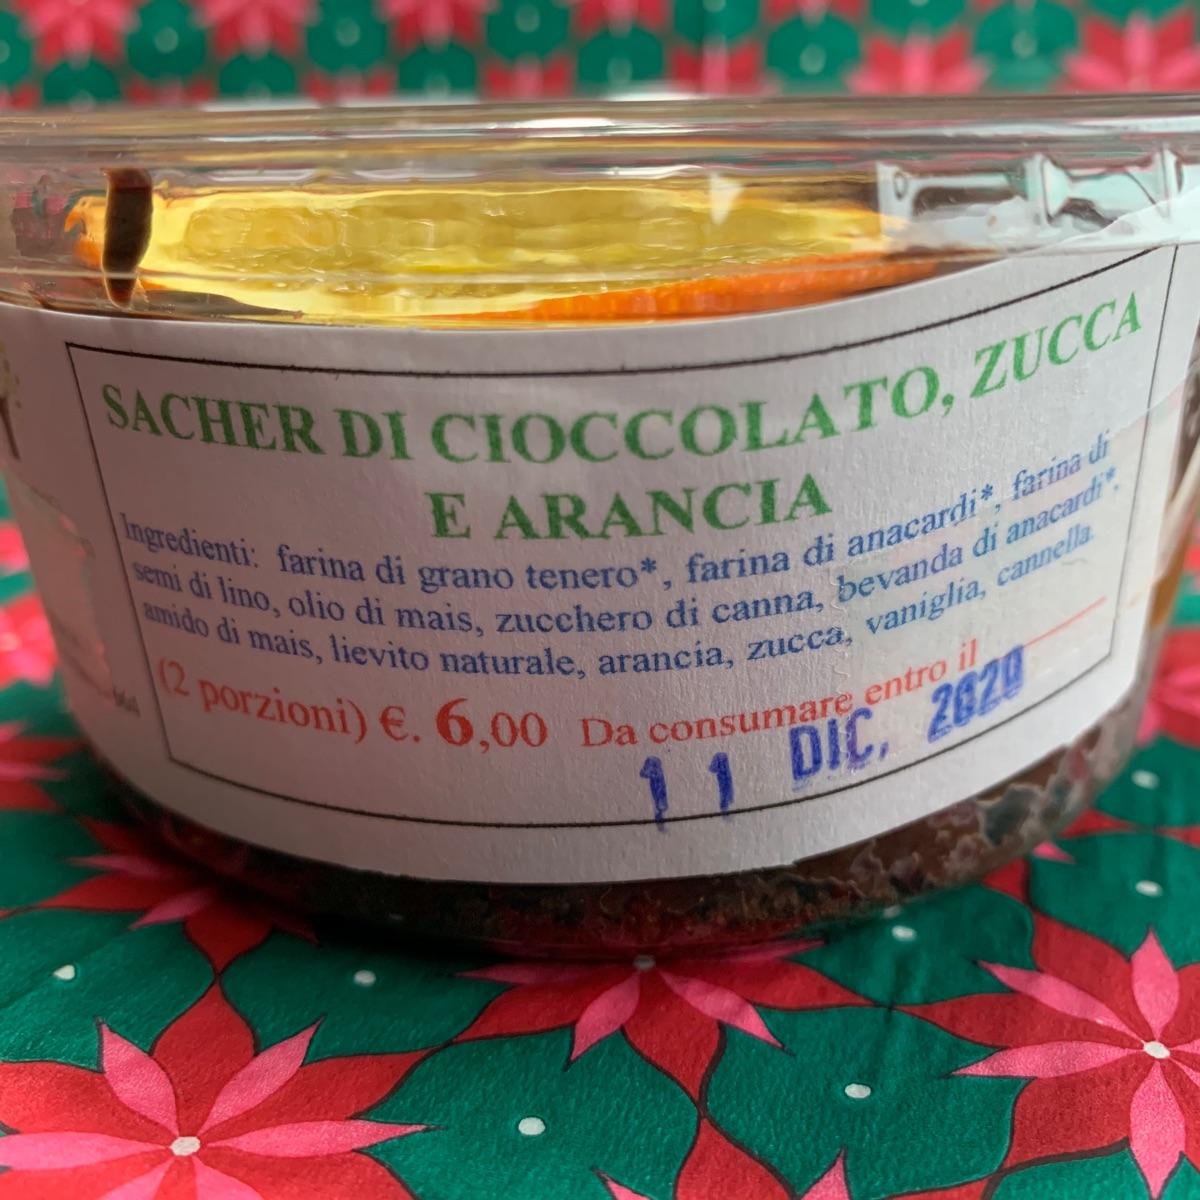 SACHER DI CIOCCOLATO, ZUCCA
E ARANCIA
Ingredienti: farina di grano tenero*, farina di anacardi*, farina di
semi di lino, olio di mais, zucchero di canna, bevanda di anacardi*,
amido di mais, lievito naturale, arancia, zucca, vaniglia, cannella.
(2 porzioni) €. 6,00 Da consumare entro il
11 DIC. 2020